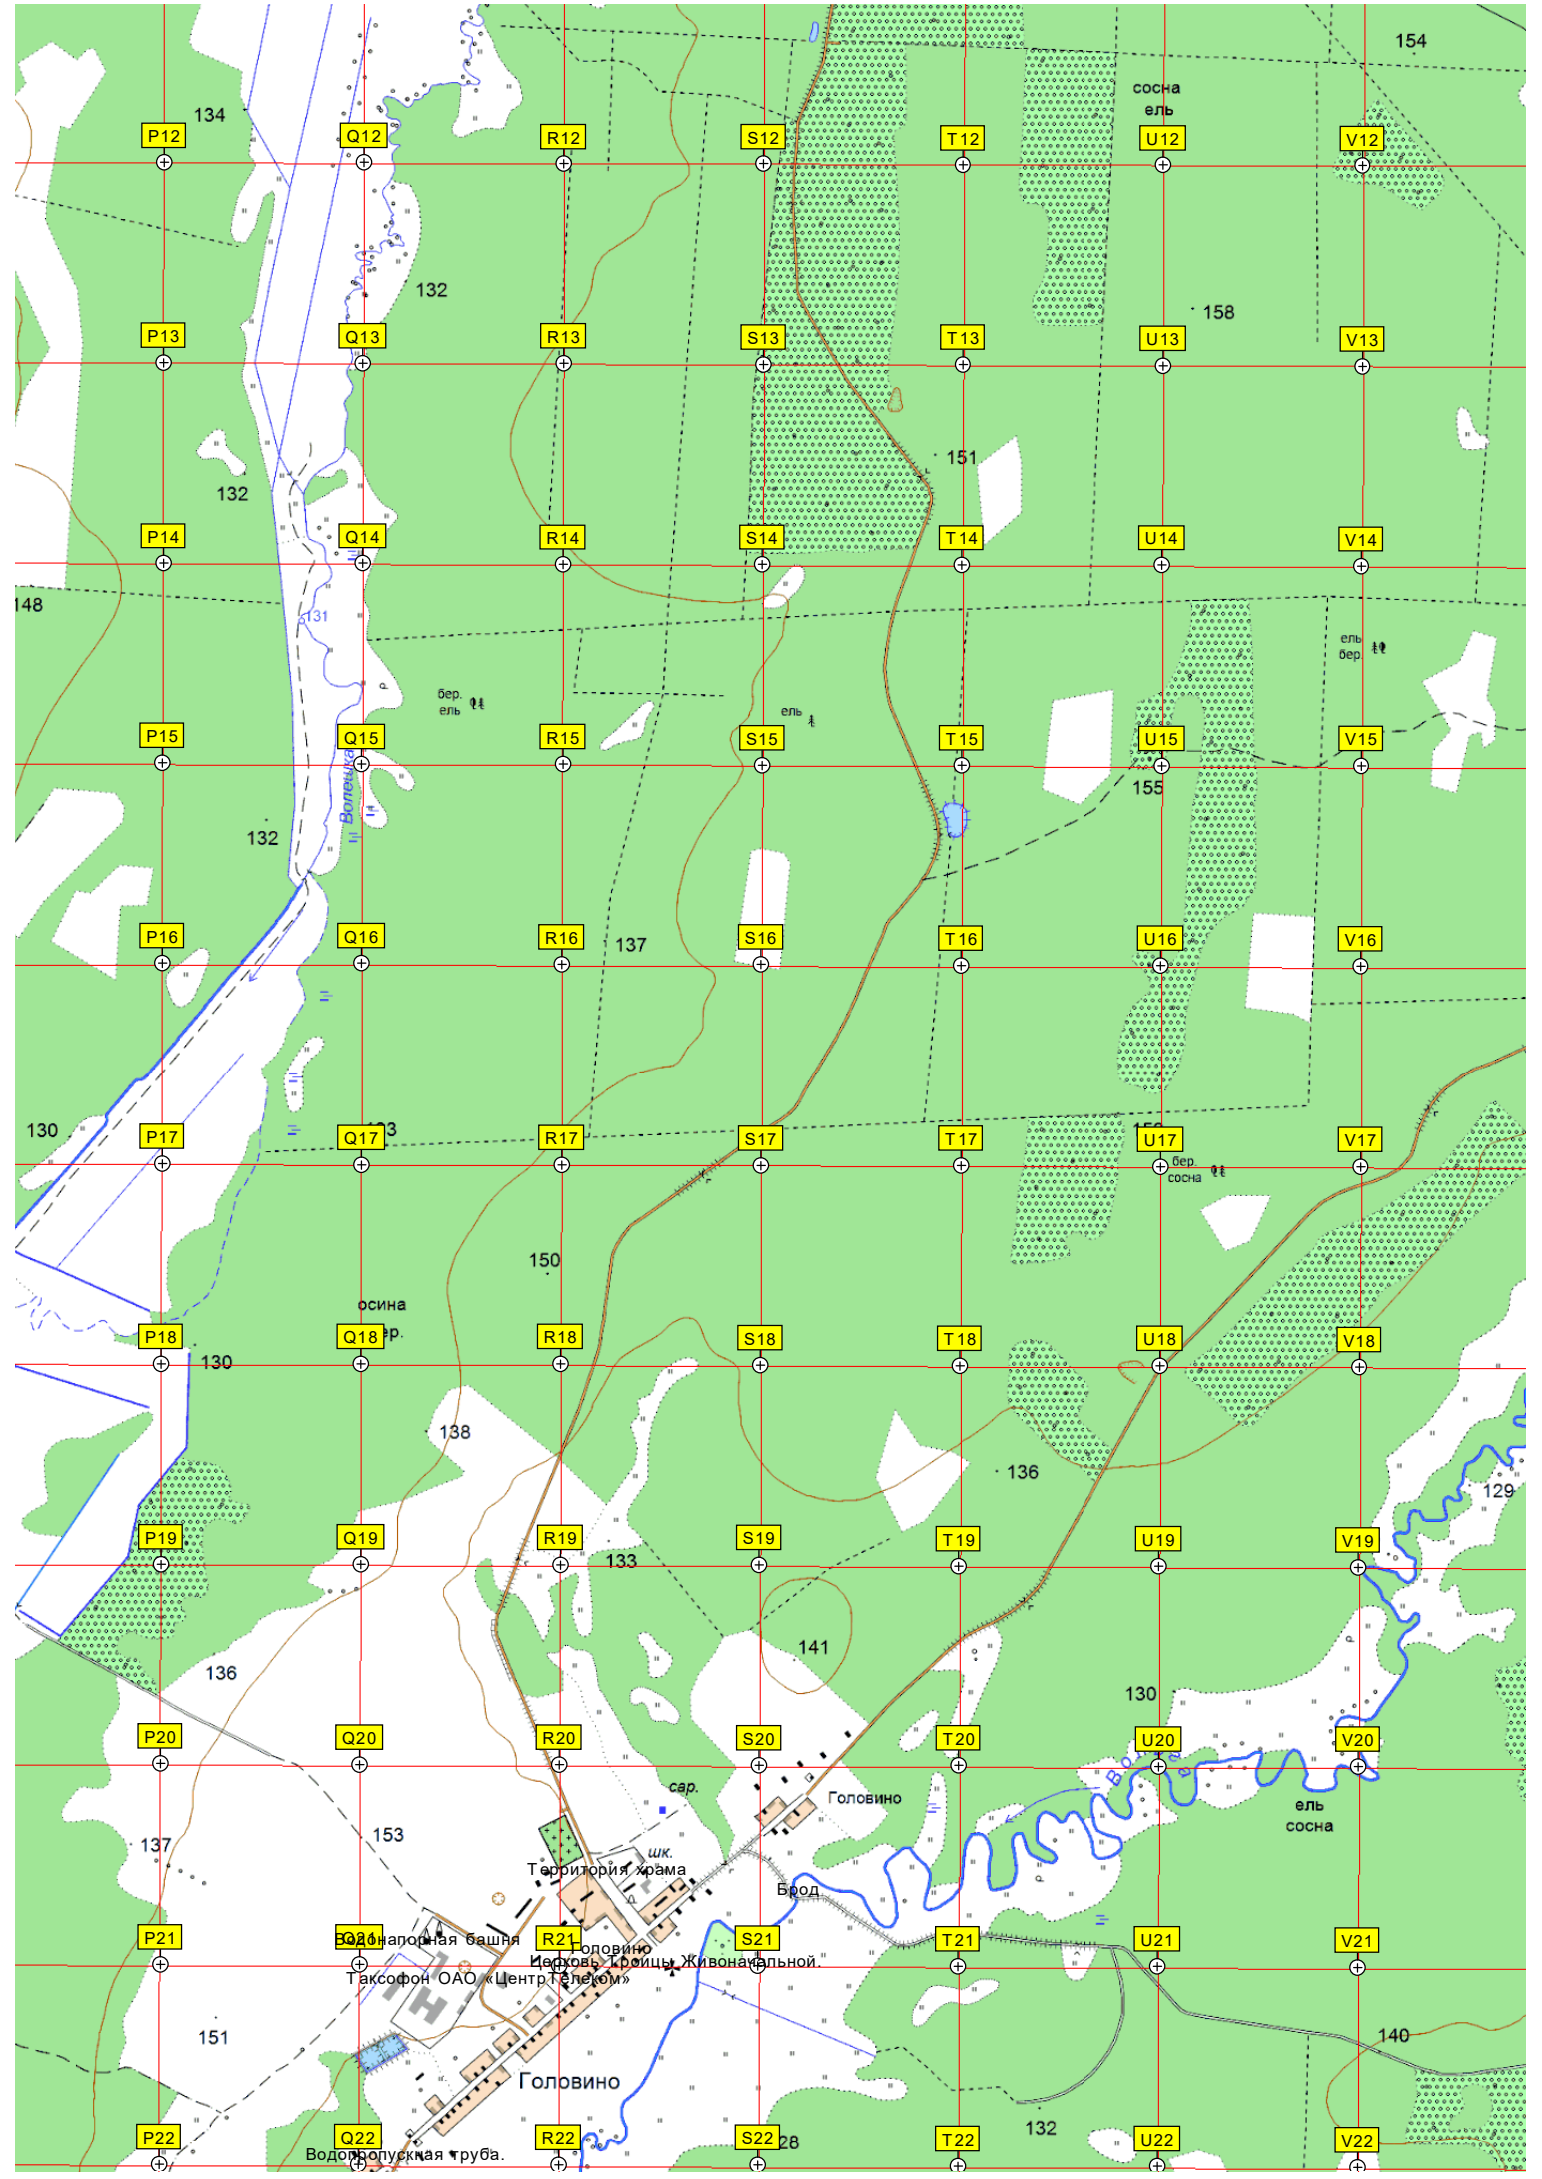 154
сосна
ель
134
P12
Q12
R12
S12
T12
U12
V12
132
158
P13
Q13
R13
S13
T13
U13
V13
151
132
P14
Q14
R14
S14
T14
U14
V14
148
131
ель
бер.
бер.
ель
ель
P15
Q15
R15
S15
T15
U15
V15
Волешка
155
132
P16
Q16
R16
S16
T16
U16
V16
137
130
P17
Q17
R17
S17
T17
U17
V17
бер.
сосна
150
осина
P18
Q18
ер.
R18
S18
T18
U18
V18
130
138
136
129
P19
Q19
R19
S19
T19
U19
V19
133
141
136
130
P20
Q20
R20
S20
T20
U20
V20
сар.
Головино
ель
сосна
153
137
шк.
Территория храма
Брод
P21
Q21
Водонапорная башня
R21
Головино
S21
T21
U21
V21
Церковь Троицы Живоначальной.
Таксофон ОАО «ЦентрТелеком»
151
140
Головино
132
P22
Q22
R22
S22
28
T22
U22
V22
Водопропускная труба.